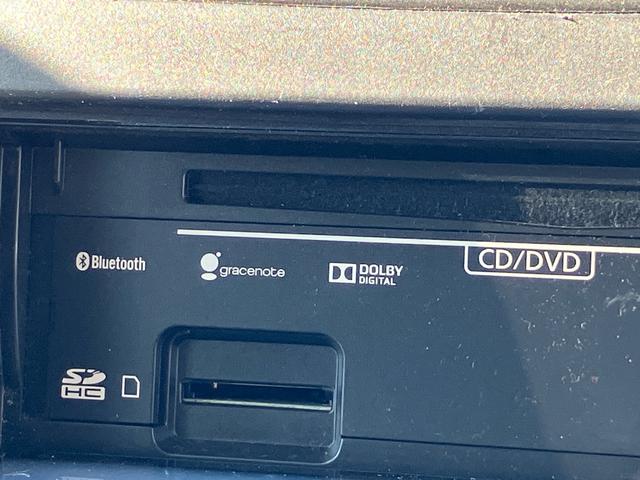 Bluetooth
gracenote
DOLBY
DIGITAL
CD/DVD
SD
HC